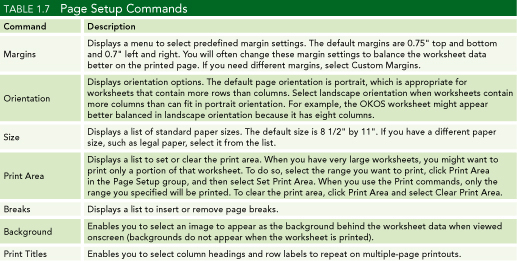 TABLE 1.7 Page Setup Commands
Command Description
Displays a menu to select predefined margin settings. The default margins are 0.75" top and bottom
Margins and 0.7" left and right. You will often change these margin settings to balance the worksheet data
better on the printed page. If you need different margins, select Custom Margins.
Displays orientation options. The default page orientation is portrait, which is appropriate for
Orientation worksheets that contain more rows than columns. Select landscape orientation when worksheets contain
more columns than can fit in portrait orientation. For example, the OKOS worksheet might appear
better balanced in landscape orientation because it has eight columns.
Size Displays a list of standard paper sizes. The default size is 8 1/2" by 11". If you have a different paper
size, such as legal paper, select it from the list.
Displays a list to set or clear the print area. When you have very large worksheets, you might want to
Print Area print only a portion of that worksheet. To do so, select the range you want to print, click Print Area
in the Page Setup group, and then select Set Print Area. When you use the Print commands, only the
range you specified will be printed. To clear the print area, click Print Area and select Clear Print Area.
Breaks Displays a list to insert or remove page breaks.
Background Enables you to select an image to appear as the background behind the worksheet data when viewed
onscreen (backgrounds do not appear when the worksheet is printed).
Print Titles Enables you to select column headings and row labels to repeat on multiple-page printouts.